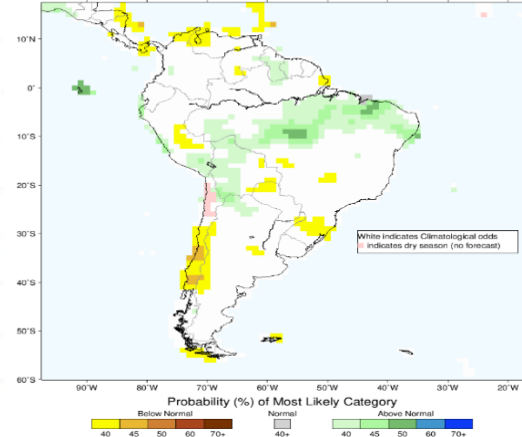 10°N
0°
10°S
20°S
30°S
40°S
50°S
60°S
White indicates Climatological odds
indicates dry season (no forecast)
90°W 80°W 70°W 60°W 50°W 40°W 30°W 20°W
Probability (%) of Most Likely Category
Below Normal Normal Above Normal
40 45 50 60 70+ 40+ 40 45 50 60 70+